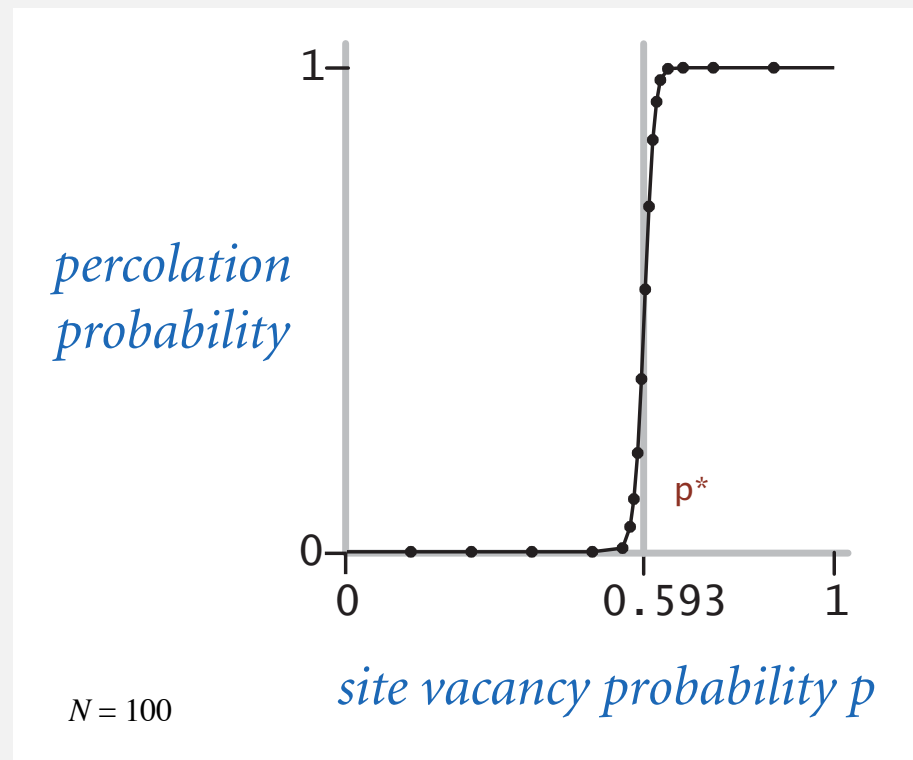 1
percolation
probability
p*
0
0
0.593
1
site vacancy probability p
N = 100